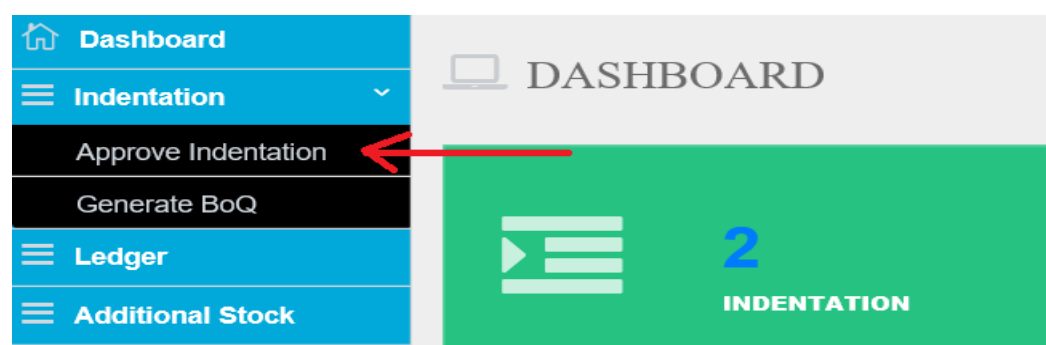 Dashboard
Indentation
Approve Indentation
Generate BoQ
Ledger
Additional Stock
DASHBOARD
2
INDENTATION